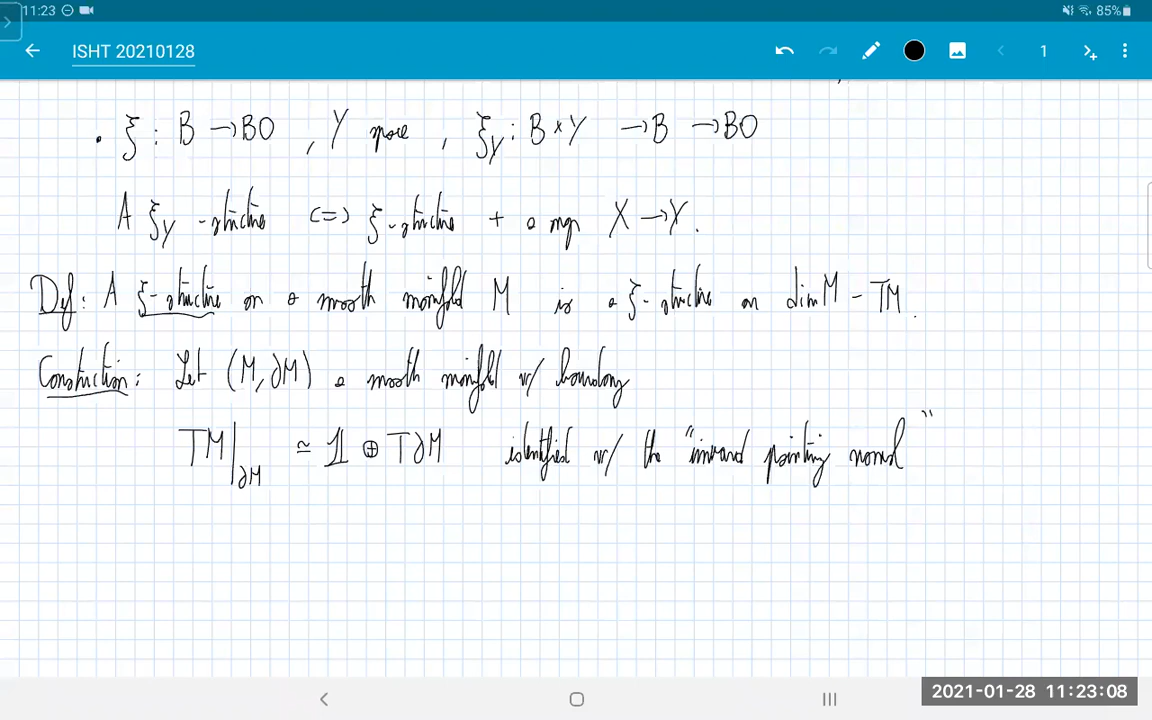 11:23
85%
ISHT 20210128
1
. ξ : B → BO , Y space , ξ_Y : B × Y → B → BO
A ξ_Y -structure <=> ξ-structure + a map X → Y.
Def: A ξ-structure on a smooth manifold M is a ξ-structure on dim M - TM.
Construction: Let (M, ∂M) a smooth manifold w/ boundary
TM|_∂M ≃ 𝟙 ⊕ T∂M identified w/ the "inward pointing normal"
2021-01-28 11:23:08